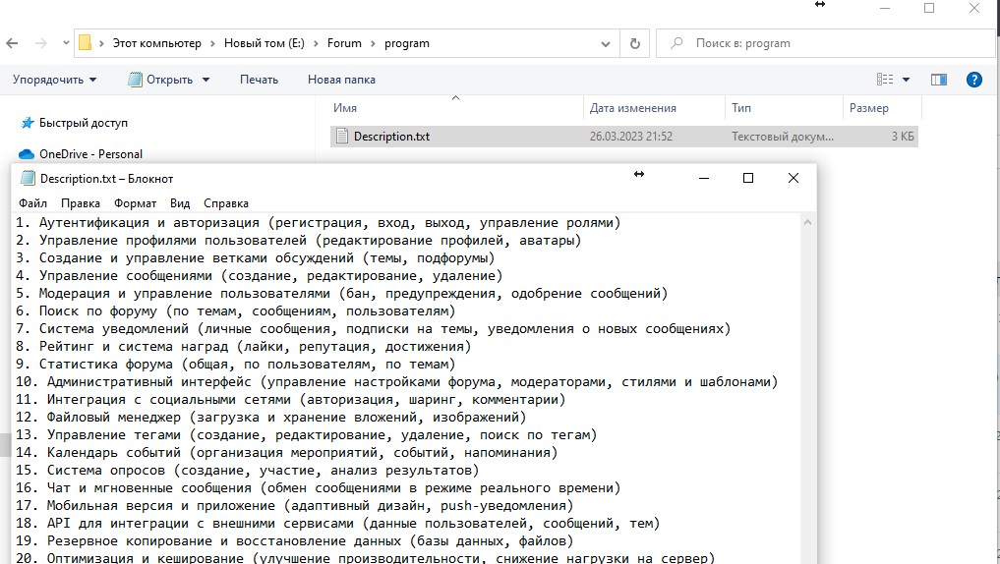 Этот компьютер > Новый том (E:) > Forum > program
Поиск в: program
Упорядочить
Открыть
Печать
Новая папка
Имя
Дата изменения
Тип
Размер
Быстрый доступ
Description.txt
26.03.2023 21:52
Текстовый докум...
3 КБ
OneDrive - Personal
Description.txt – Блокнот
Файл Правка Формат Вид Справка
1. Аутентификация и авторизация (регистрация, вход, выход, управление ролями)
2. Управление профилями пользователей (редактирование профилей, аватары)
3. Создание и управление ветками обсуждений (темы, подфорумы)
4. Управление сообщениями (создание, редактирование, удаление)
5. Модерация и управление пользователями (бан, предупреждения, одобрение сообщений)
6. Поиск по форуму (по темам, сообщениям, пользователям)
7. Система уведомлений (личные сообщения, подписки на темы, уведомления о новых сообщениях)
8. Рейтинг и система наград (лайки, репутация, достижения)
9. Статистика форума (общая, по пользователям, по темам)
10. Административный интерфейс (управление настройками форума, модераторами, стилями и шаблонами)
11. Интеграция с социальными сетями (авторизация, шаринг, комментарии)
12. Файловый менеджер (загрузка и хранение вложений, изображений)
13. Управление тегами (создание, редактирование, удаление, поиск по тегам)
14. Календарь событий (организация мероприятий, событий, напоминания)
15. Система опросов (создание, участие, анализ результатов)
16. Чат и мгновенные сообщения (обмен сообщениями в режиме реального времени)
17. Мобильная версия и приложение (адаптивный дизайн, push-уведомления)
18. API для интеграции с внешними сервисами (данные пользователей, сообщений, тем)
19. Резервное копирование и восстановление данных (базы данных, файлов)
20. Оптимизация и кеширование (улучшение производительности, снижение нагрузки на сервер)